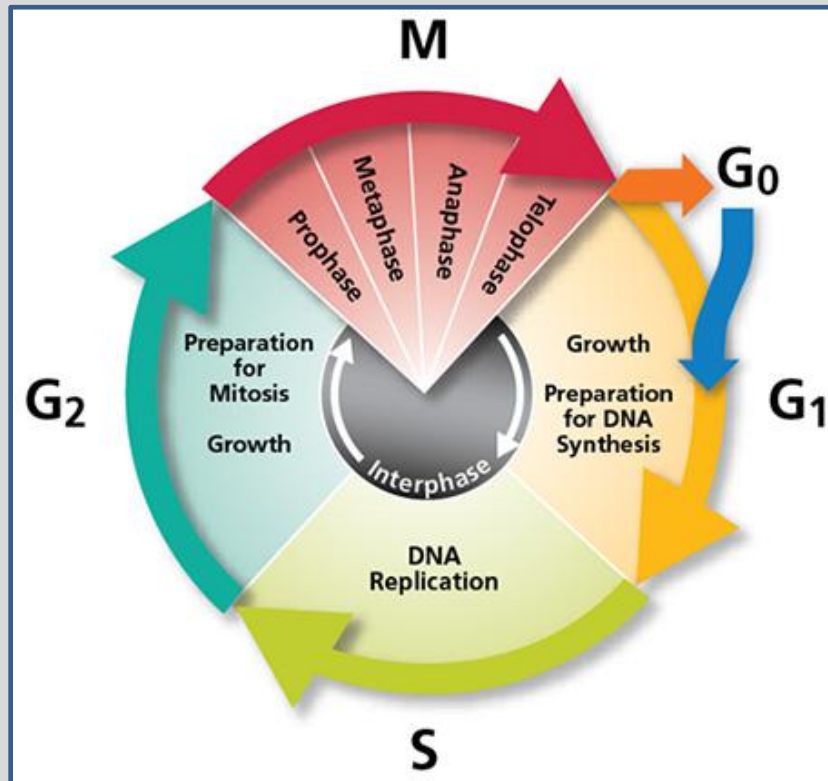 M
Prophase
Metaphase
Anaphase
Telophase
G₀
Preparation
for
Mitosis
Growth
G₂
Growth
Preparation
for DNA
Synthesis
G₁
Interphase
DNA
Replication
S